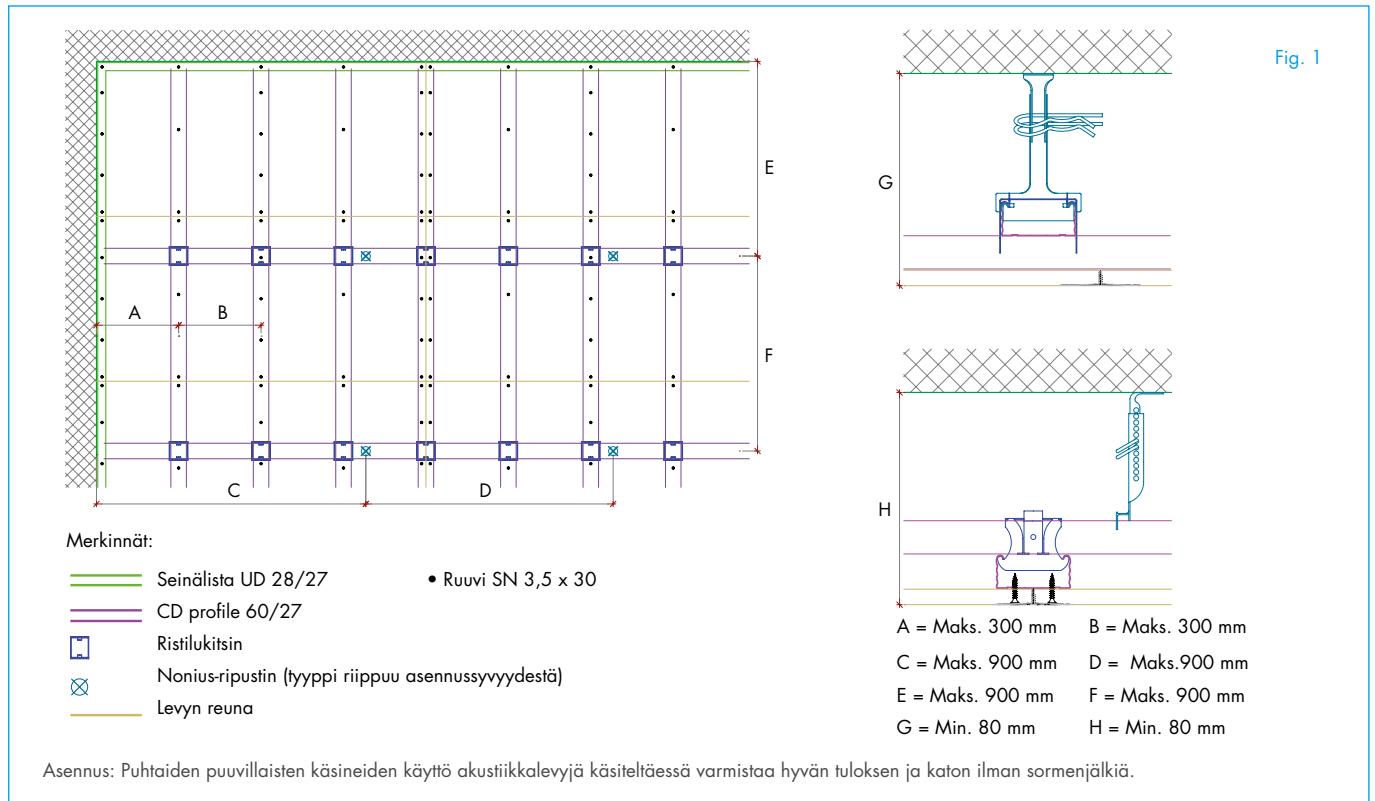 Fig. 1
E
G
A
B
F
C
D
H
Merkinnät:
Seinälista UD 28/27
• Ruuvi SN 3,5 x 30
CD profile 60/27
Ristilukitsin
Nonius-ripustin (tyyppi riippuu asennussyvyydestä)
Levyn reuna
A = Maks. 300 mm B = Maks. 300 mm
C = Maks. 900 mm D = Maks.900 mm
E = Maks. 900 mm F = Maks. 900 mm
G = Min. 80 mm H = Min. 80 mm
Asennus: Puhtaiden puuvillaisten käsineiden käyttö akustiikkalevyjä käsiteltäessä varmistaa hyvän tuloksen ja katon ilman sormenjälkiä.